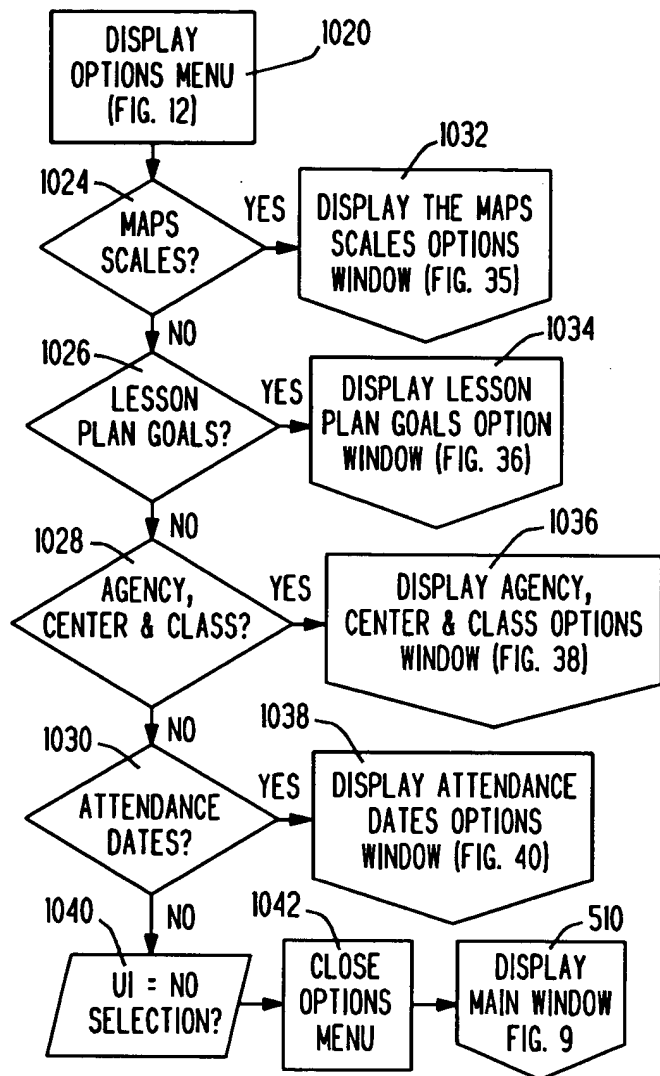 1020
DISPLAY
OPTIONS MENU
(FIG. 12)
1024
MAPS
SCALES?
YES
1032
DISPLAY THE MAPS
SCALES OPTIONS
WINDOW (FIG. 35)
NO
1026
LESSON
PLAN GOALS?
YES
1034
DISPLAY LESSON
PLAN GOALS OPTION
WINDOW (FIG. 36)
NO
1028
AGENCY,
CENTER & CLASS?
YES
1036
DISPLAY AGENCY,
CENTER & CLASS OPTIONS
WINDOW (FIG. 38)
NO
1030
ATTENDANCE
DATES?
YES
1038
DISPLAY ATTENDANCE
DATES OPTIONS
WINDOW (FIG. 40)
NO
1040
UI = NO
SELECTION?
1042
CLOSE
OPTIONS
MENU
510
DISPLAY
MAIN WINDOW
FIG. 9